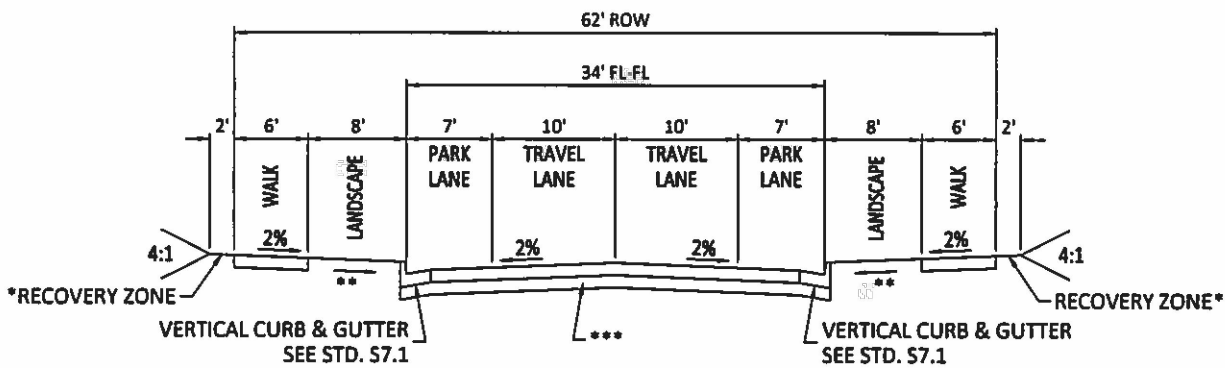 62' ROW
34' FL-FL
2' 6' 8' 7' 10' 10' 7' 8' 6' 2'
WALK
LANDSCAPE
PARK
LANE
TRAVEL
LANE
TRAVEL
LANE
PARK
LANE
LANDSCAPE
WALK
2% 2% 2% 2%
4:1 4:1
** **
*RECOVERY ZONE
RECOVERY ZONE*
VERTICAL CURB & GUTTER
SEE STD. S7.1
***
VERTICAL CURB & GUTTER
SEE STD. S7.1